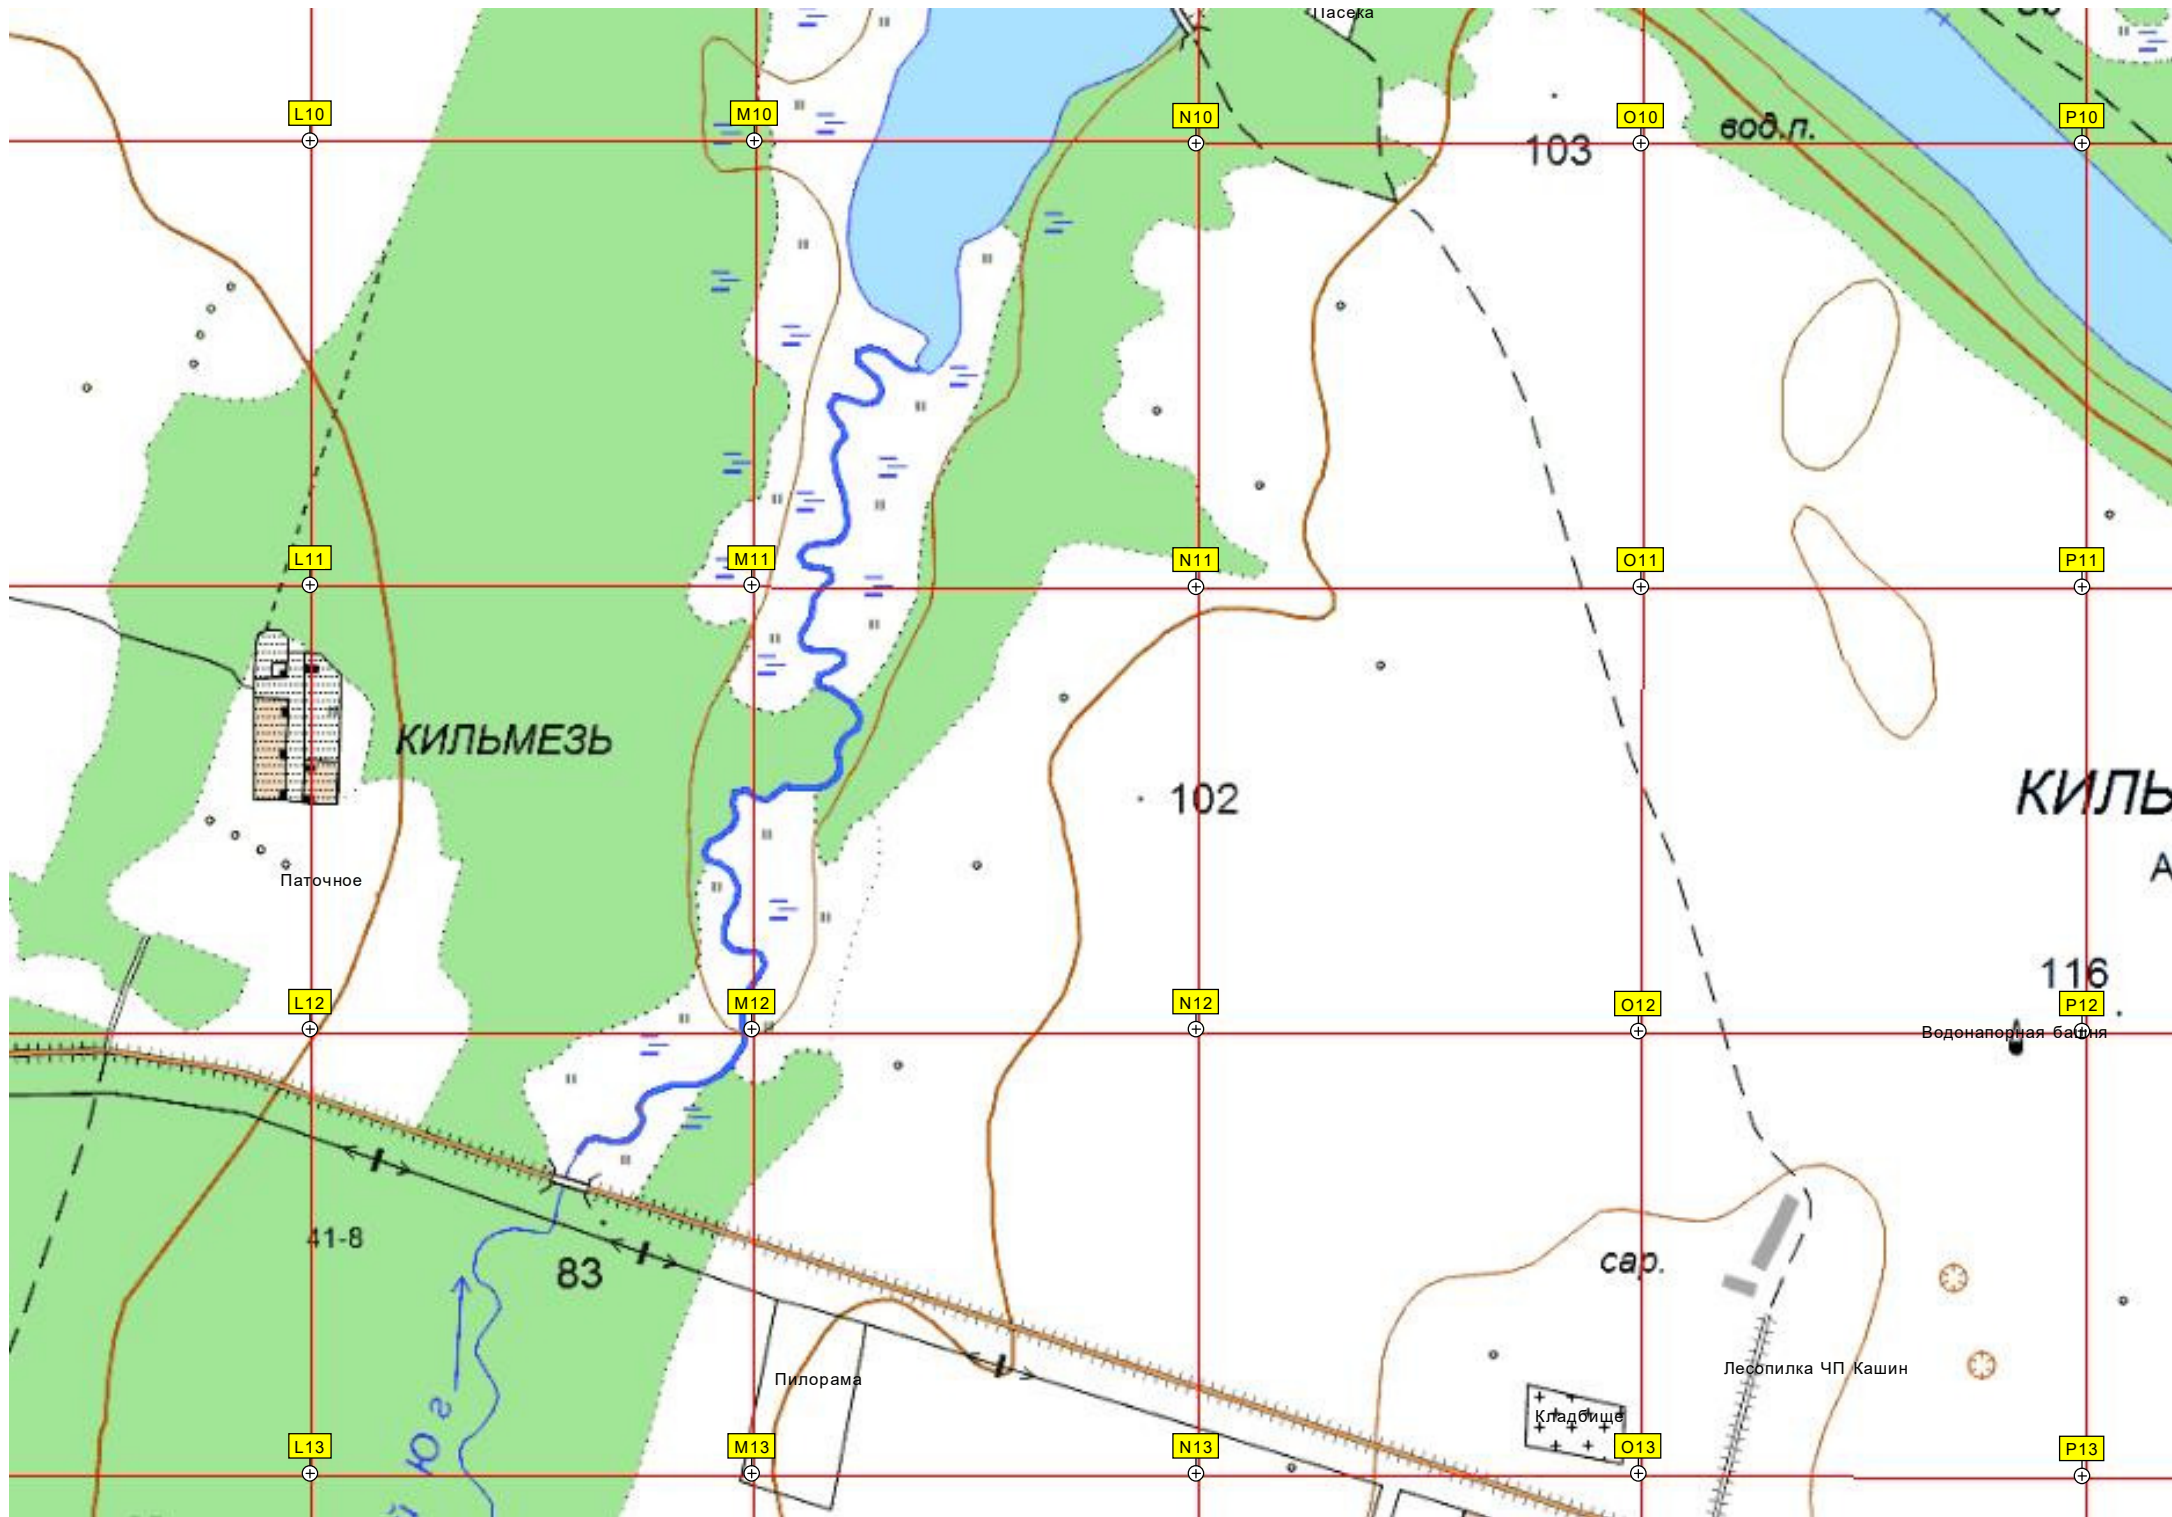 Пасека
L10
M10
N10
O10
P10
103
вод.п.
L11
M11
N11
O11
P11
КИЛЬМЕЗЬ
102
КИЛЬ
А
Паточное
116
L12
M12
N12
O12
P12
Водонапорная башня
41-8
83
сар.
Пилорама
Лесопилка ЧП Кашин
Кладбище
Ю г
L13
M13
N13
O13
P13